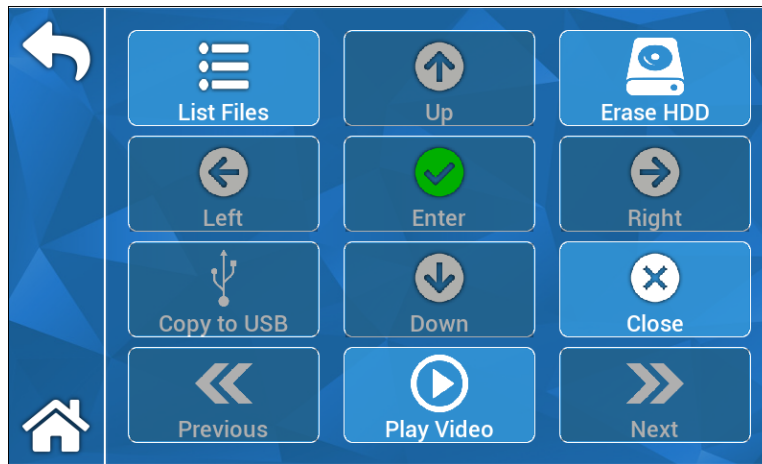 List Files
Up
Erase HDD
Left
Enter
Right
Copy to USB
Down
Close
Previous
Play Video
Next